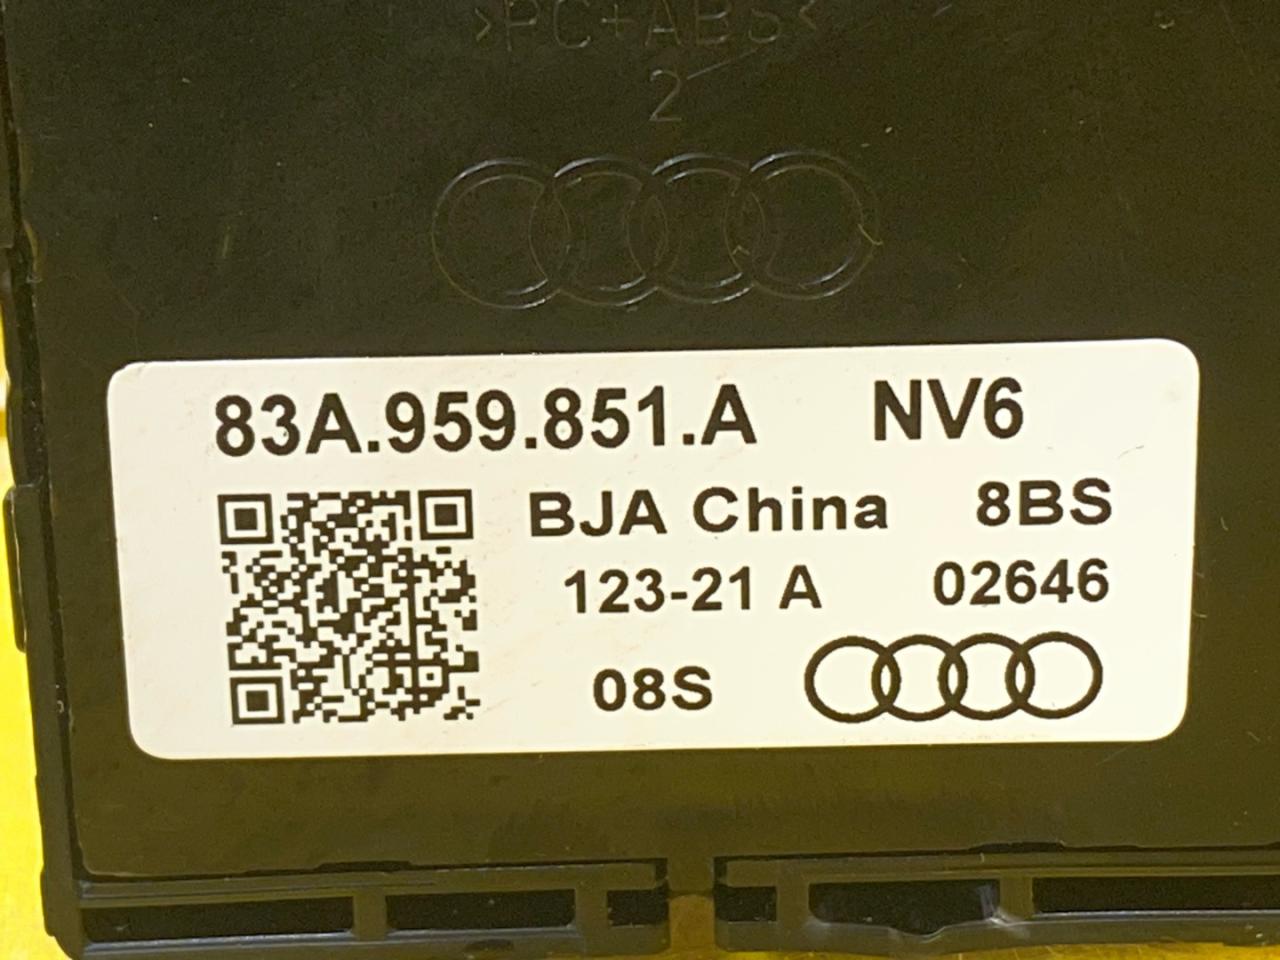 >PC+ABS<
2
83A.959.851.A NV6
BJA China 8BS
123-21 A 02646
08S